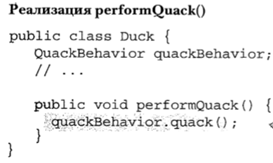 Реализация performQuack()
public class Duck {
QuackBehavior quackBehavior;
// ...
public void performQuack() {
quackBehavior.quack();
}
}